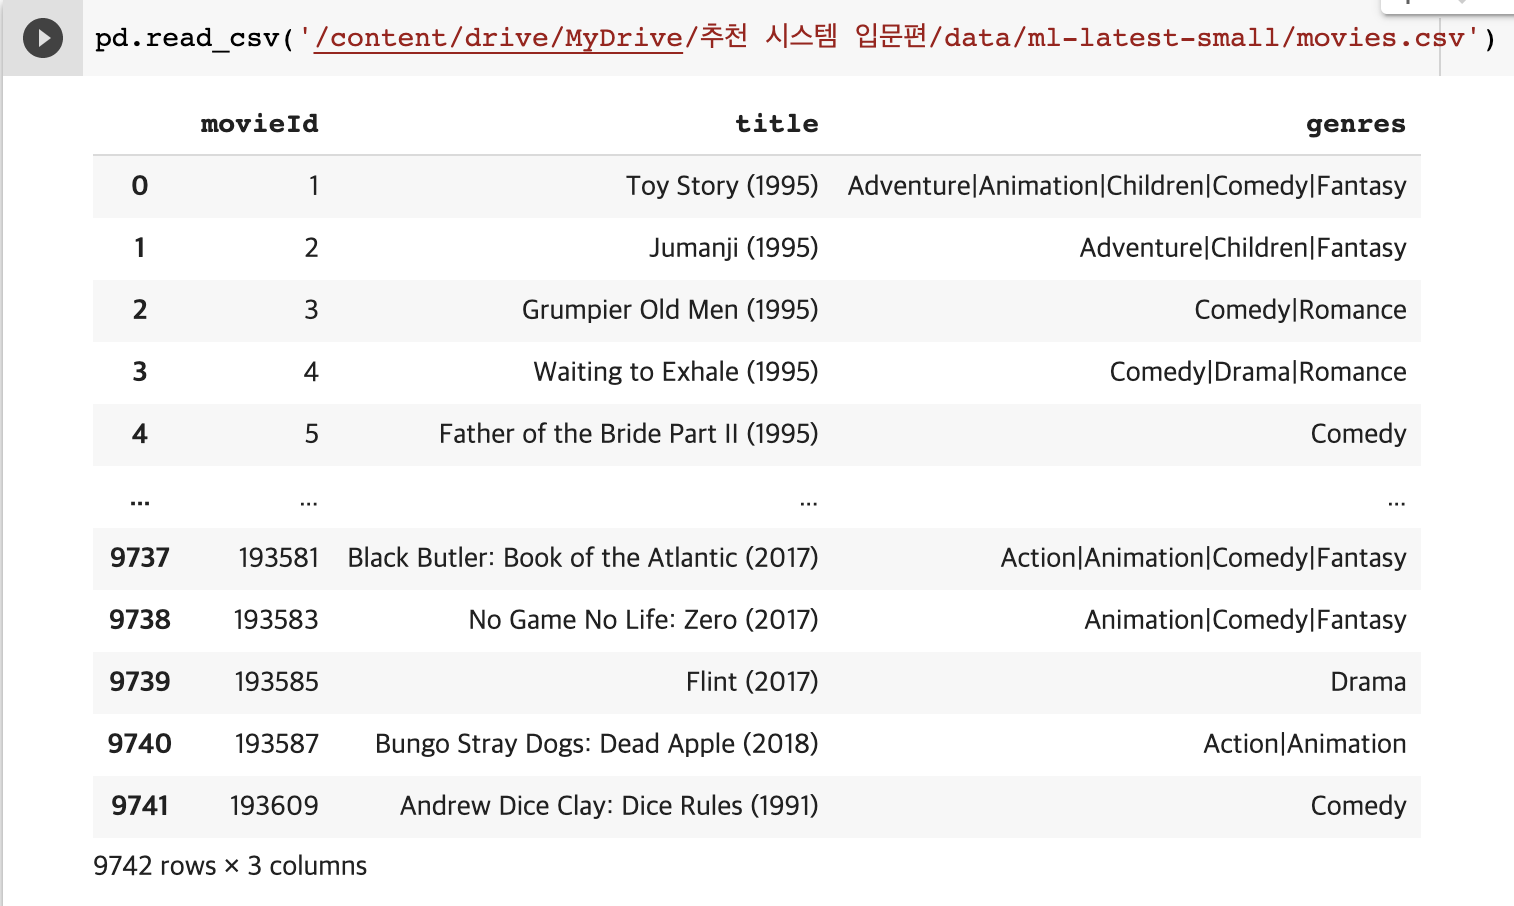 pd.read_csv('/content/drive/MyDrive/추천 시스템 입문편/data/ml-latest-small/movies.csv')
movieId title genres
0 1 Toy Story (1995) Adventure|Animation|Children|Comedy|Fantasy
1 2 Jumanji (1995) Adventure|Children|Fantasy
2 3 Grumpier Old Men (1995) Comedy|Romance
3 4 Waiting to Exhale (1995) Comedy|Drama|Romance
4 5 Father of the Bride Part II (1995) Comedy
... ... ... ...
9737 193581 Black Butler: Book of the Atlantic (2017) Action|Animation|Comedy|Fantasy
9738 193583 No Game No Life: Zero (2017) Animation|Comedy|Fantasy
9739 193585 Flint (2017) Drama
9740 193587 Bungo Stray Dogs: Dead Apple (2018) Action|Animation
9741 193609 Andrew Dice Clay: Dice Rules (1991) Comedy
9742 rows × 3 columns